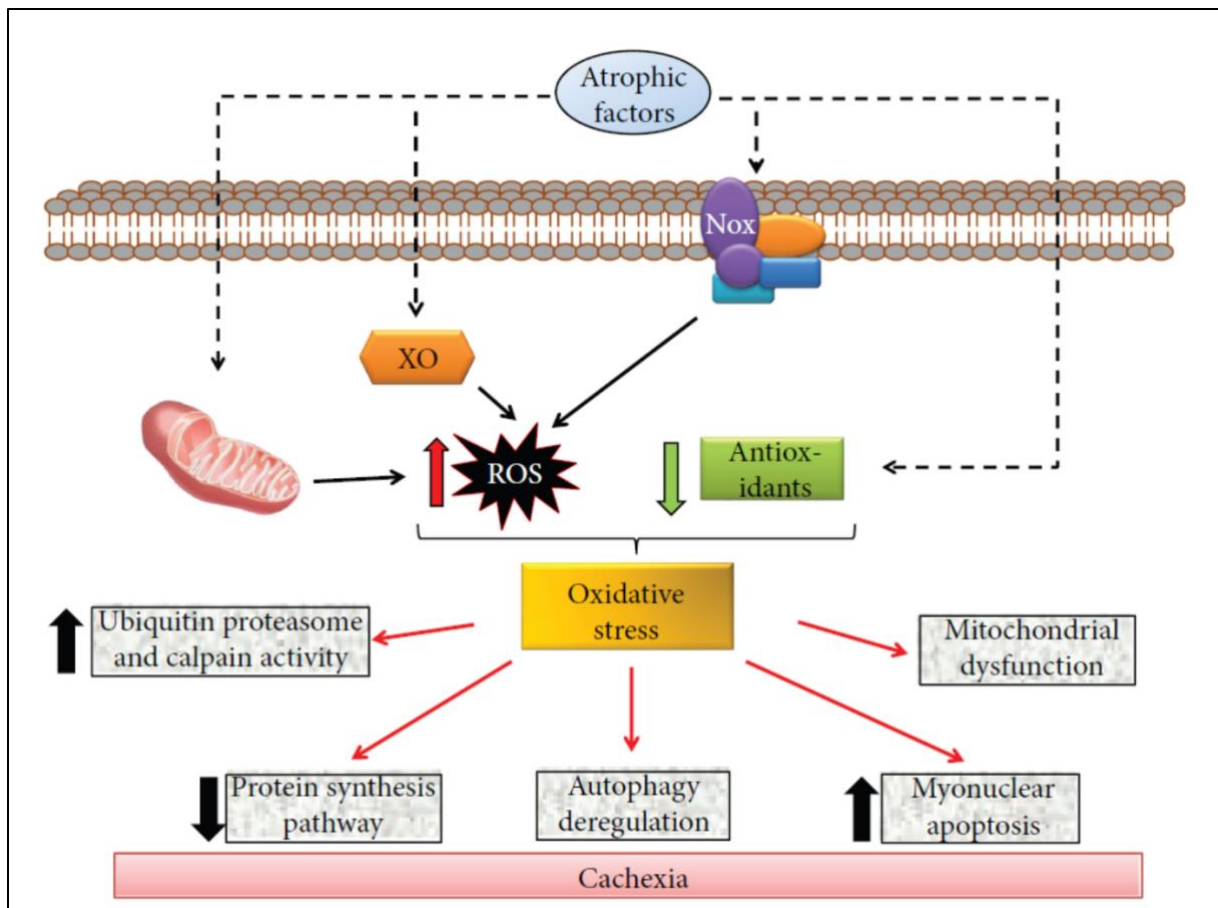 Atrophic
factors
Nox
XO
ROS
Antiox-
idants
Oxidative
stress
Ubiquitin proteasome
and calpain activity
Mitochondrial
dysfunction
Protein synthesis
pathway
Autophagy
deregulation
Myonuclear
apoptosis
Cachexia